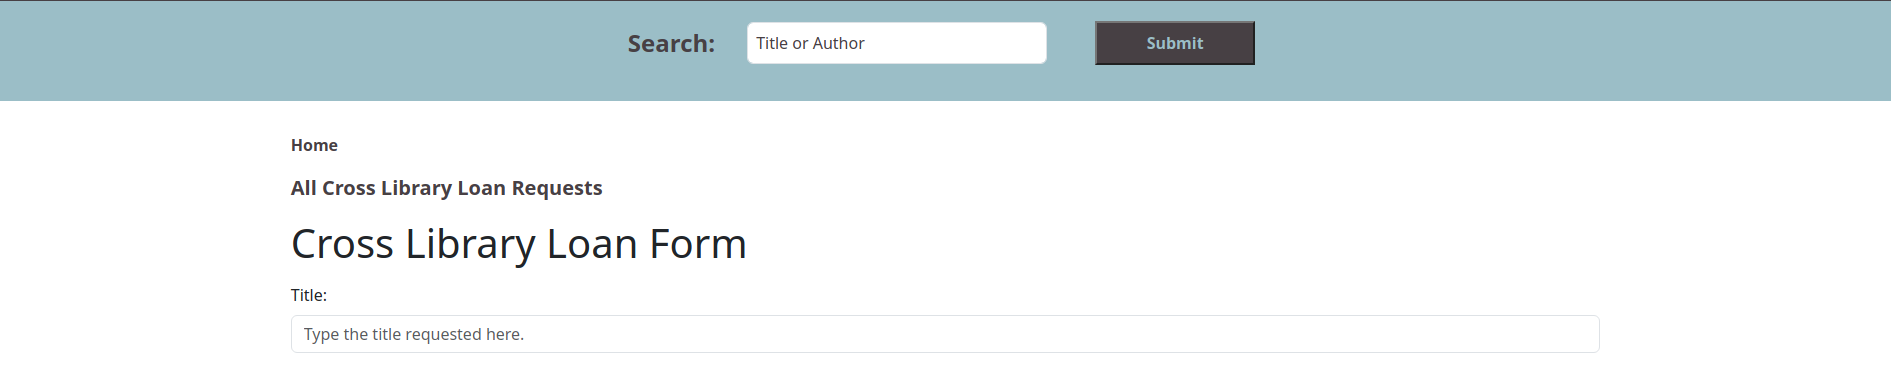 Search: Title or Author Submit
Home
All Cross Library Loan Requests
Cross Library Loan Form
Title:
Type the title requested here.